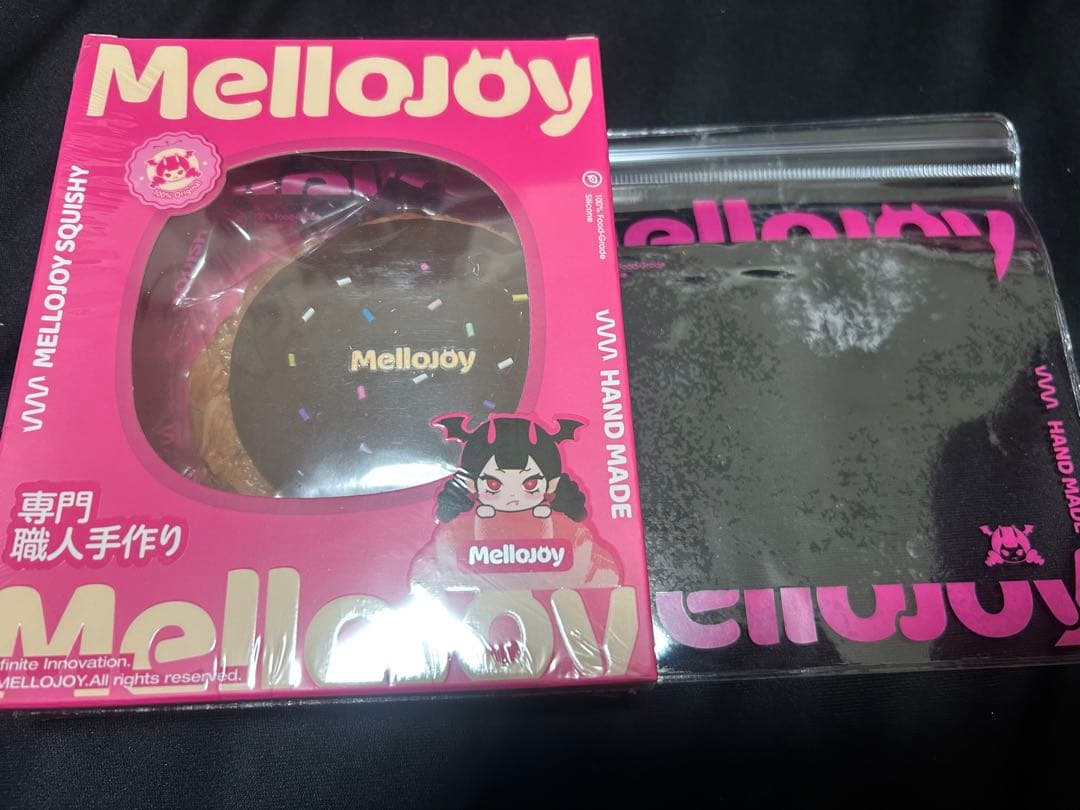 Mellojoy
100% Original
MELLOJOY SQUISHY
100% Food-Grade
Silicone
HAND MADE
Mellojoy
専門
職人手作り
Mellojoy
Mellojoy
finite Innovation.
MELLOJOY.All rights reserved.
Mellojoy
HAND MADE
ellojoy